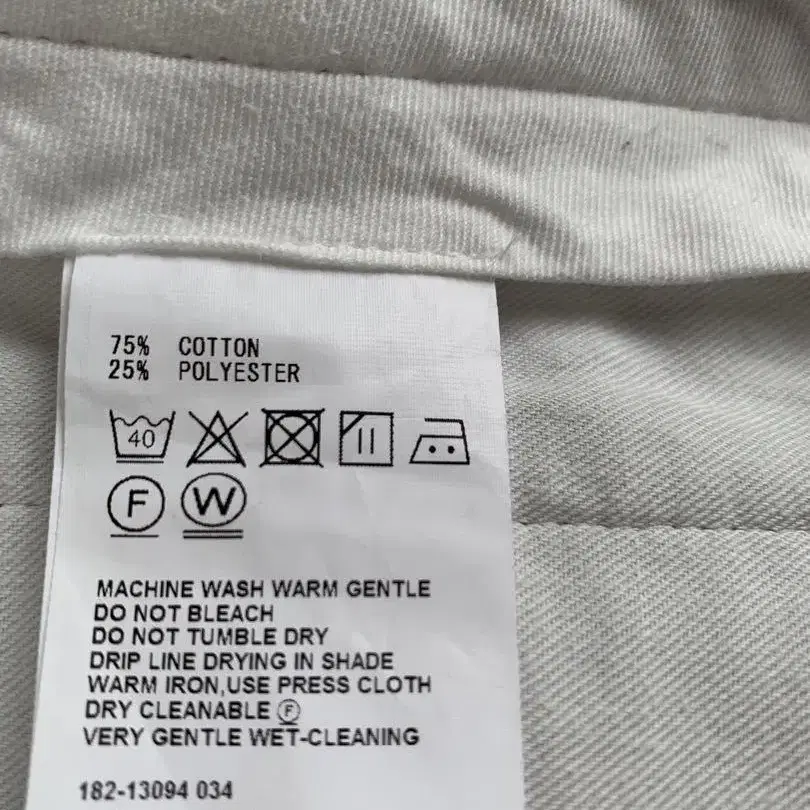 75% COTTON
25% POLYESTER
40
F W
MACHINE WASH WARM GENTLE
DO NOT BLEACH
DO NOT TUMBLE DRY
DRIP LINE DRYING IN SHADE
WARM IRON,USE PRESS CLOTH
DRY CLEANABLE Ⓕ
VERY GENTLE WET-CLEANING
182-13094 034